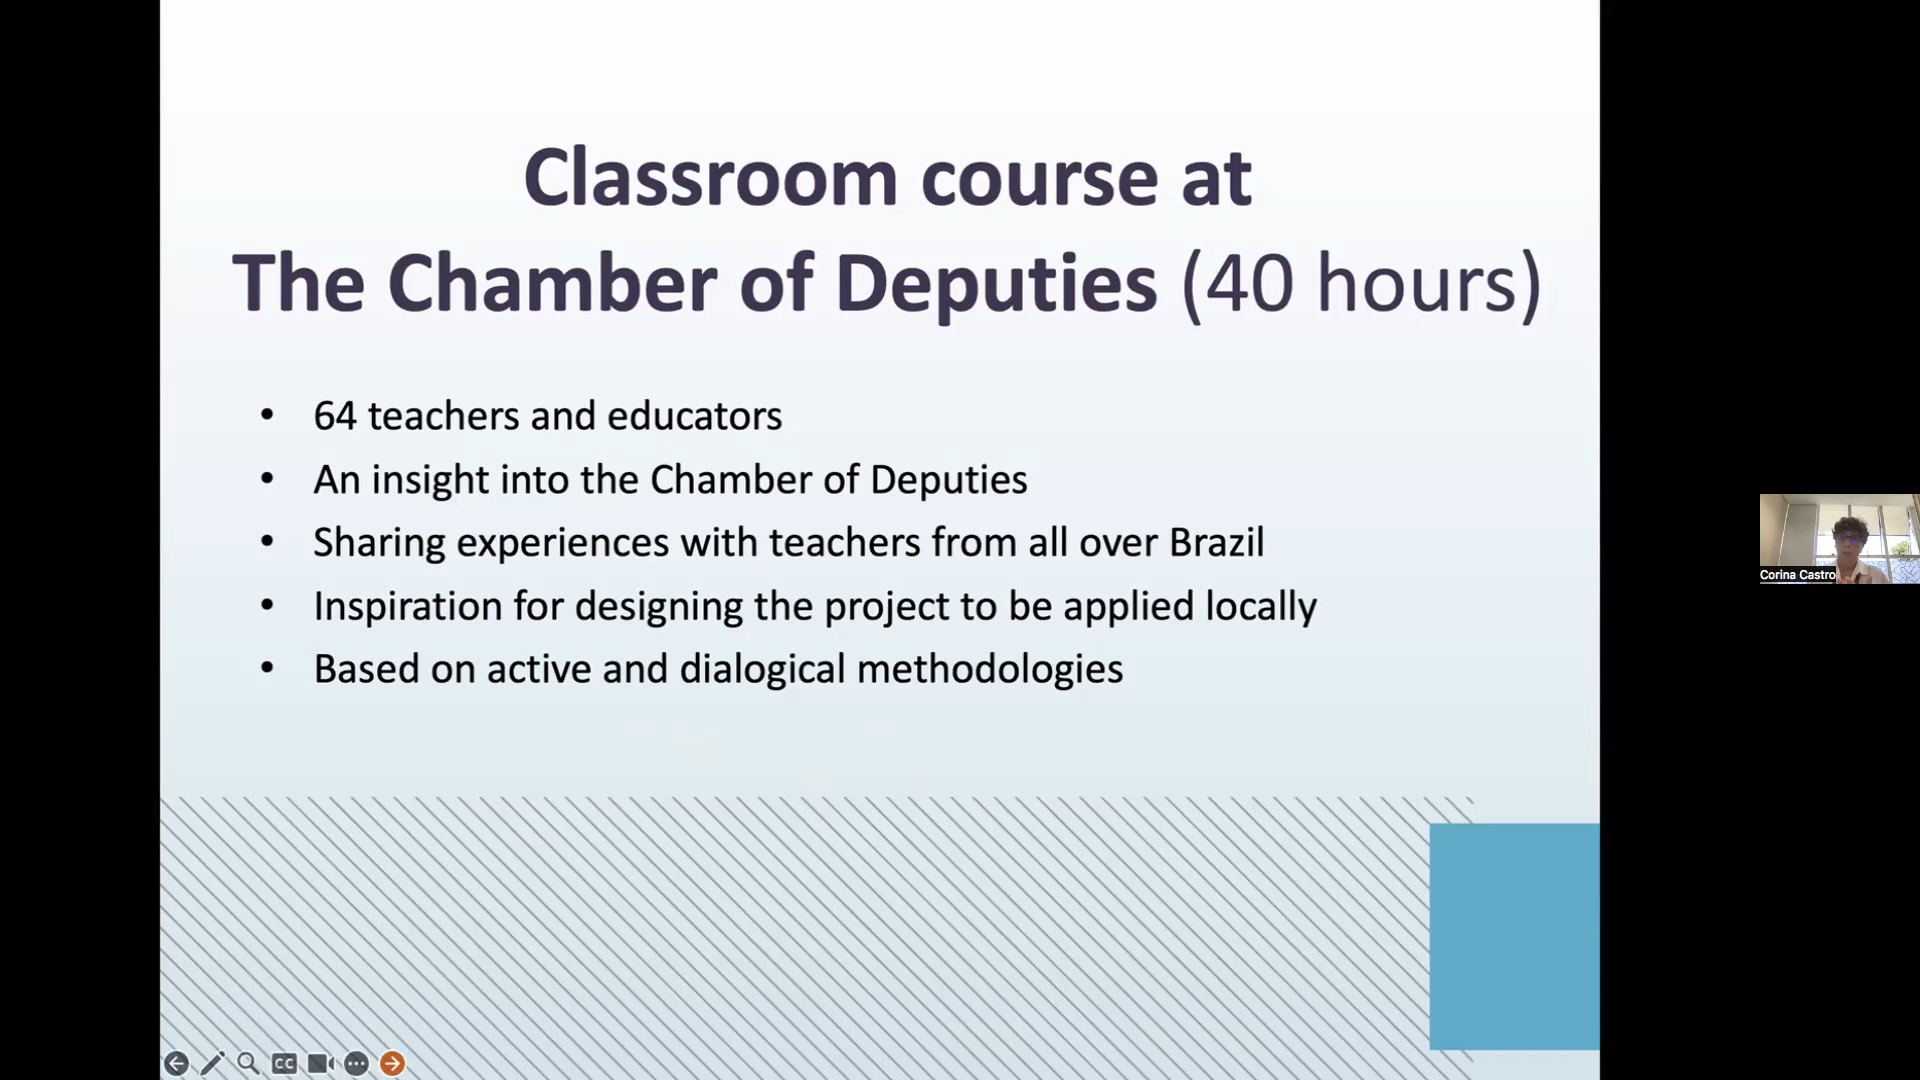 Classroom course at
The Chamber of Deputies (40 hours)
• 64 teachers and educators
• An insight into the Chamber of Deputies
• Sharing experiences with teachers from all over Brazil
• Inspiration for designing the project to be applied locally
• Based on active and dialogical methodologies
Corina Castro
CC